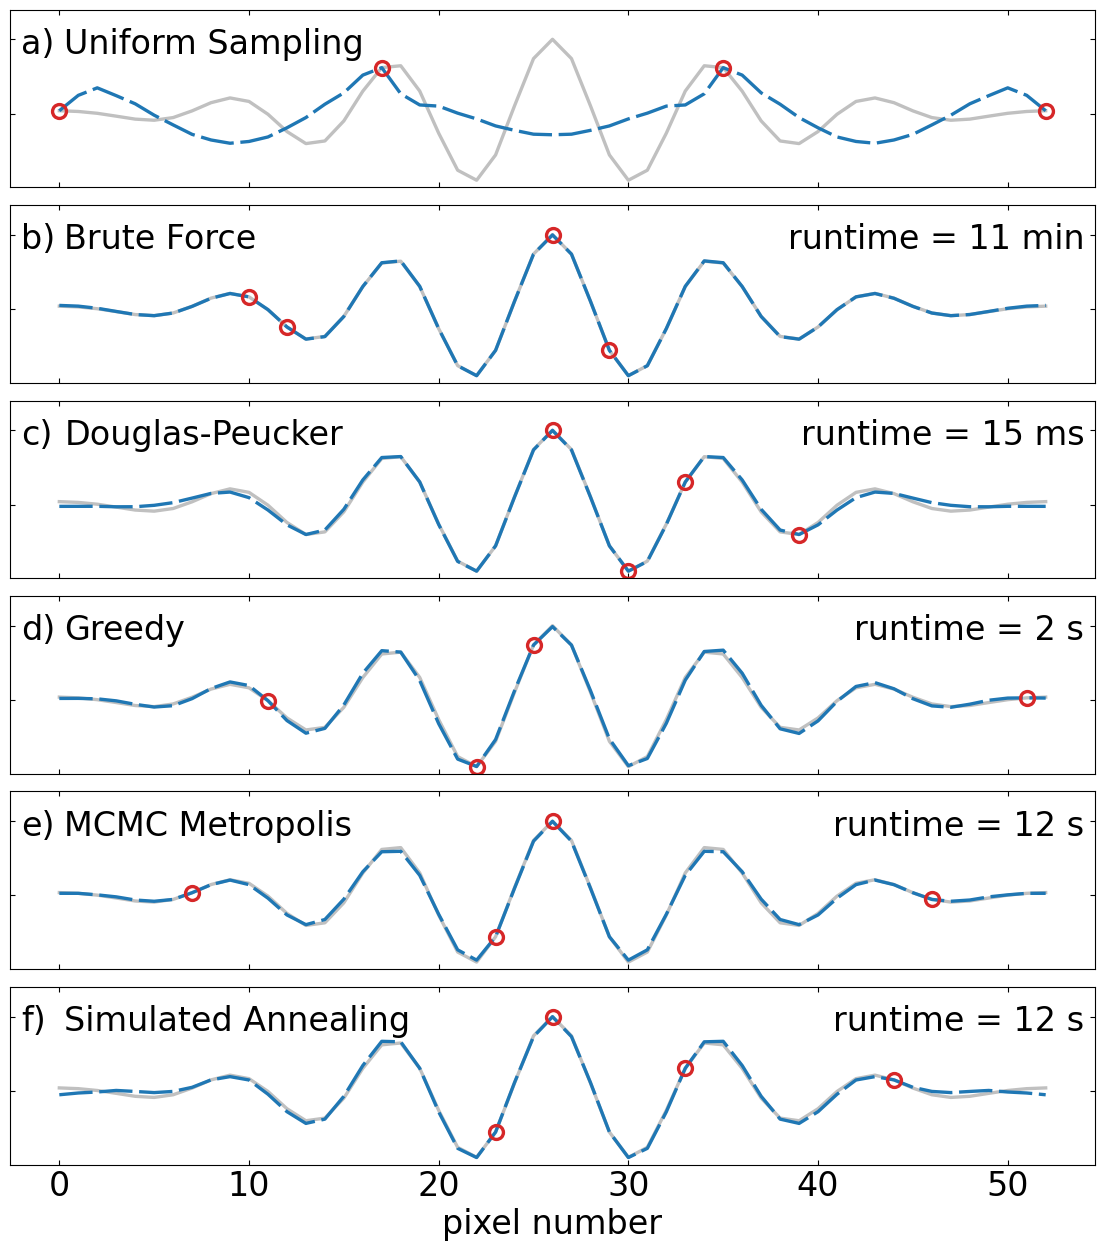 a) Uniform Sampling
b) Brute Force runtime = 11 min
c) Douglas-Peucker runtime = 15 ms
d) Greedy runtime = 2 s
e) MCMC Metropolis runtime = 12 s
f) Simulated Annealing runtime = 12 s
0 10 20 30 40 50
pixel number